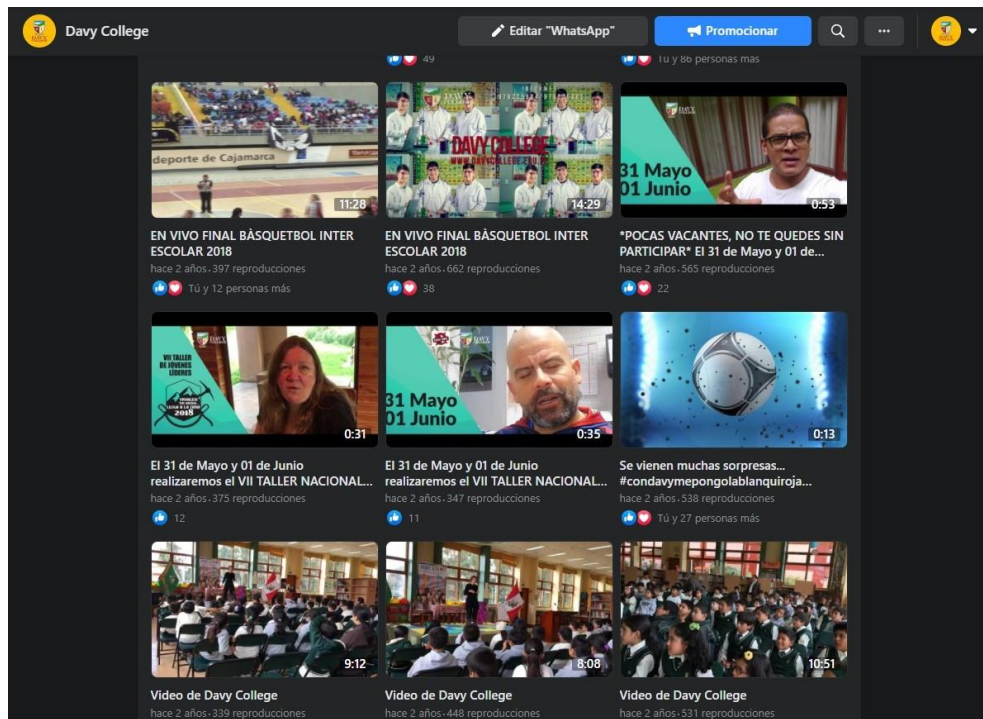 Davy College
Editar "WhatsApp"
Promocionar
49
Tú y 86 personas más
deporte de Cajamarca
11:28
DAVY COLLEGE
WWW.DAVYCOLLEGE.EDU.PE
14:29
DAVY
31 Mayo
01 Junio
0:53
EN VIVO FINAL BÀSQUETBOL INTER
ESCOLAR 2018
hace 2 años · 397 reproducciones
Tú y 12 personas más
EN VIVO FINAL BÀSQUETBOL INTER
ESCOLAR 2018
hace 2 años · 662 reproducciones
38
*POCAS VACANTES, NO TE QUEDES SIN
PARTICIPAR* El 31 de Mayo y 01 de...
hace 2 años · 565 reproducciones
22
DAVY
VII TALLER
DE JÓVENES
LÍDERES
2018
0:31
DAVY
31 Mayo
01 Junio
0:35
0:13
El 31 de Mayo y 01 de Junio
realizaremos el VII TALLER NACIONAL...
hace 2 años · 375 reproducciones
12
El 31 de Mayo y 01 de Junio
realizaremos el VII TALLER NACIONAL...
hace 2 años · 347 reproducciones
11
Se vienen muchas sorpresas...
#condavymepongolablanquiroja...
hace 2 años · 538 reproducciones
Tú y 27 personas más
9:12
8:08
10:51
Video de Davy College
hace 2 años · 339 reproducciones
Video de Davy College
hace 2 años · 448 reproducciones
Video de Davy College
hace 2 años · 531 reproducciones